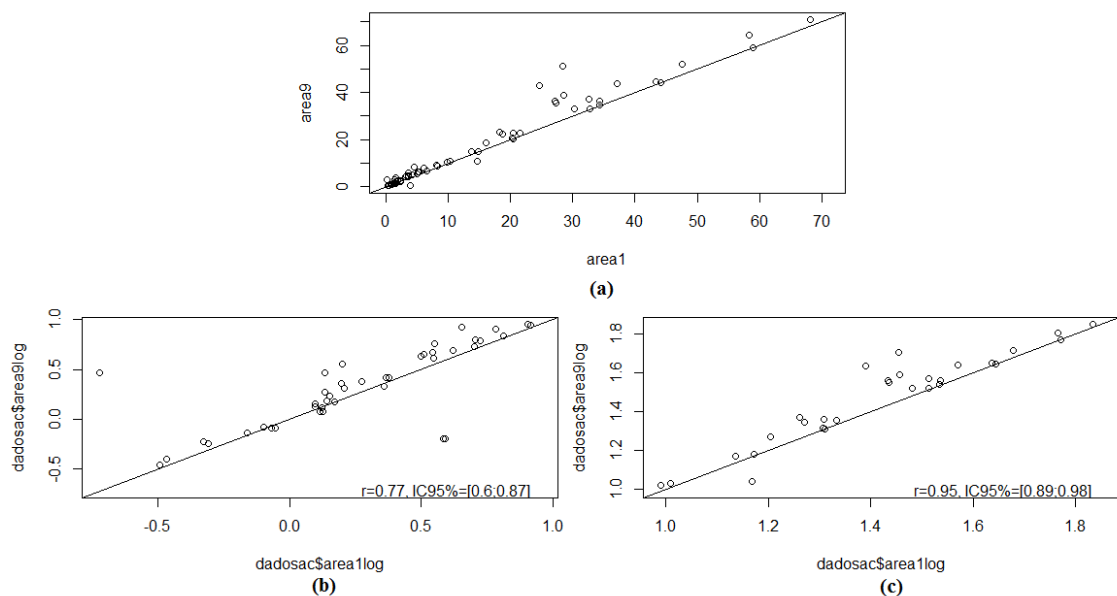 area9
0 20 40 60
0 10 20 30 40 50 60 70
area1
(a)
dadosac$area9log
-0.5 0.0 0.5 1.0
r=0.77, IC95%=[0.6;0.87]
-0.5 0.0 0.5 1.0
dadosac$area1log
(b)
dadosac$area9log
1.0 1.2 1.4 1.6 1.8
r=0.95, IC95%=[0.89;0.98]
1.0 1.2 1.4 1.6 1.8
dadosac$area1log
(c)